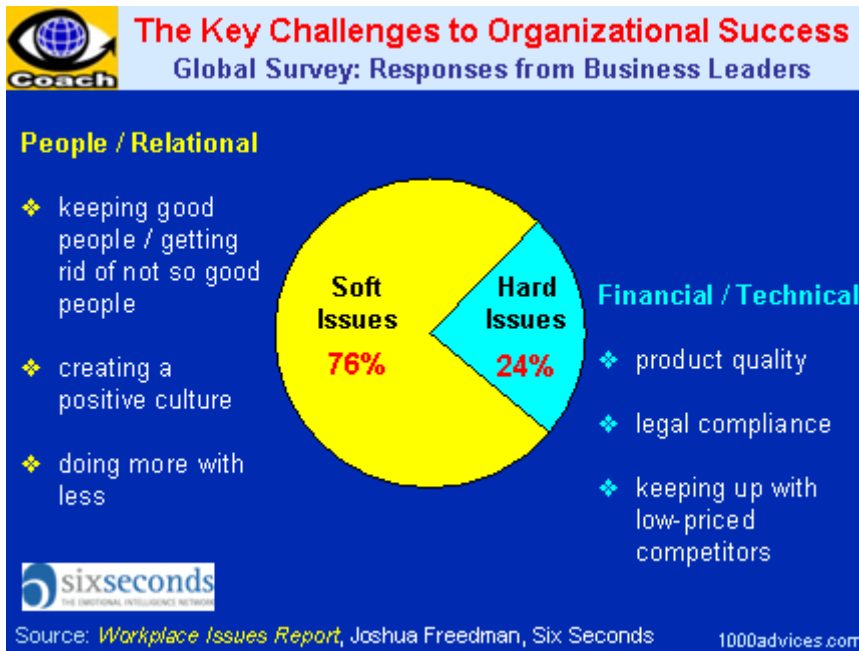 The Key Challenges to Organizational Success
Global Survey: Responses from Business Leaders
Coach
People / Relational
keeping good
people / getting
rid of not so good
people
creating a
positive culture
doing more with
less
Soft
Issues
76%
Hard
Issues
24%
Financial / Technical
product quality
legal compliance
keeping up with
low-priced
competitors
sixseconds
THE EMOTIONAL INTELLIGENCE NETWORK
Source: Workplace Issues Report, Joshua Freedman, Six Seconds
1000advices.com